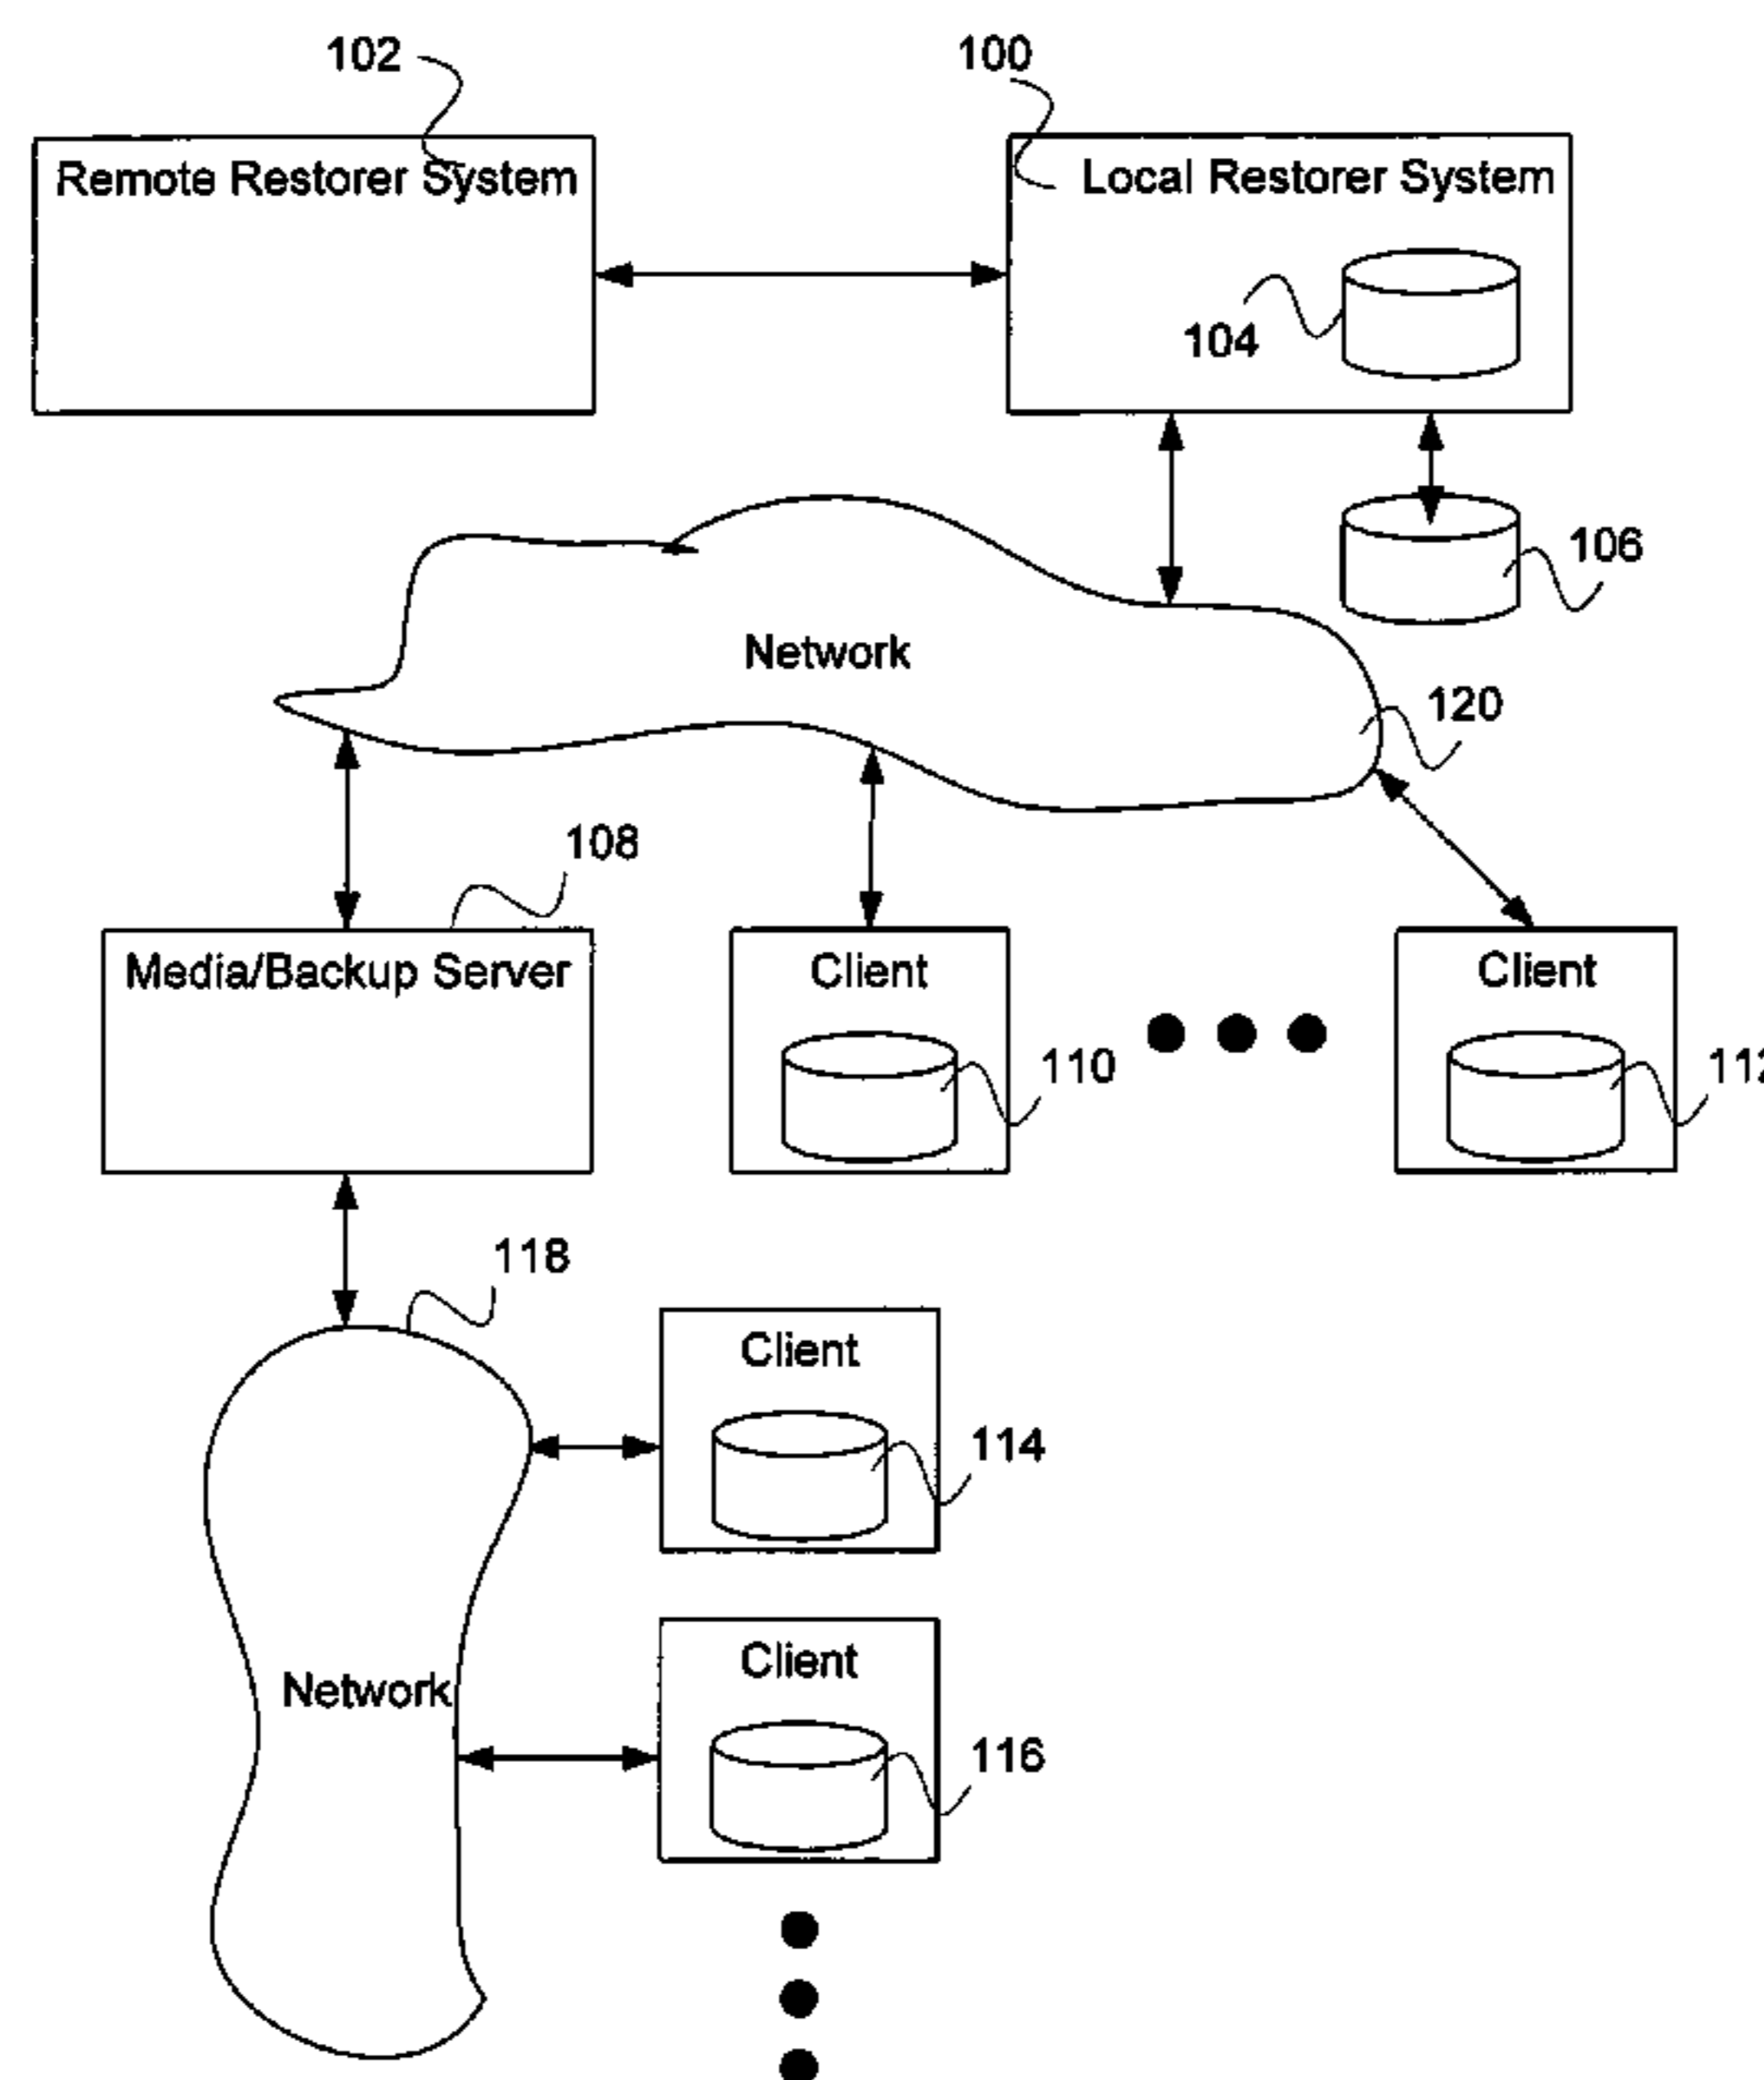 102
100
Remote Restorer System
Local Restorer System
104
106
Network
120
108
Media/Backup Server
Client
Client
110
112
118
Client
114
Client
Network
116